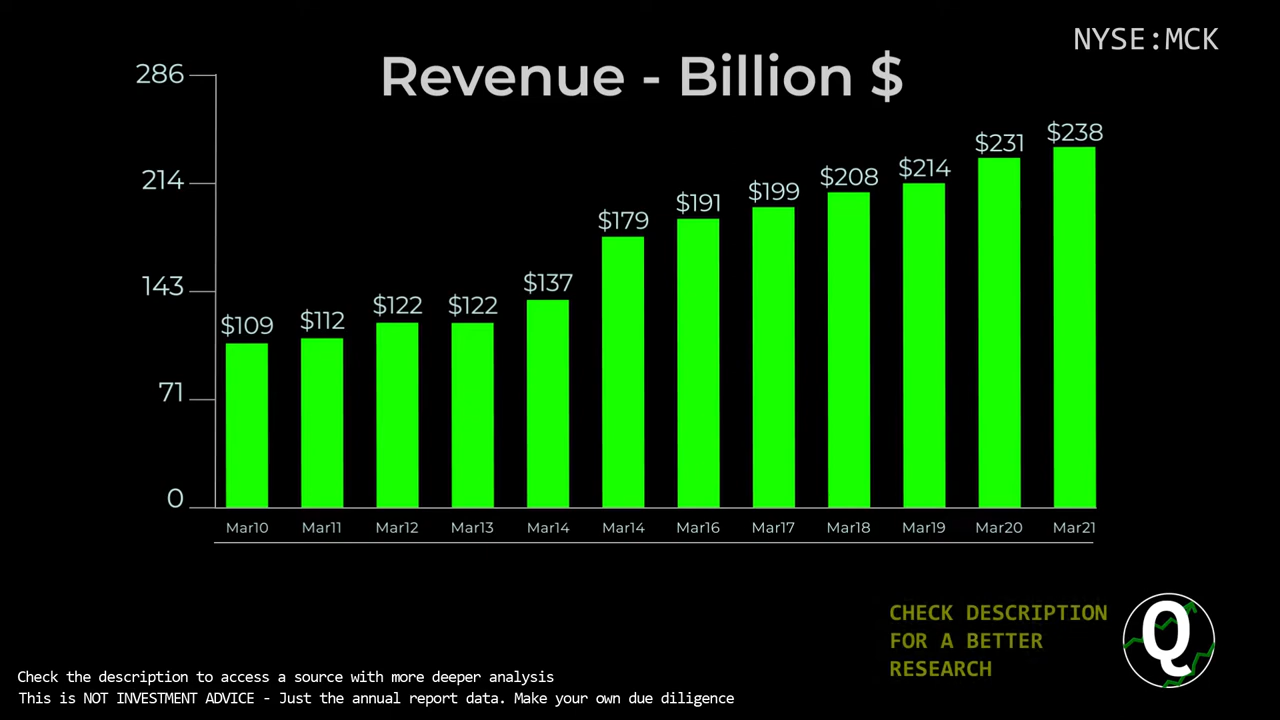 NYSE:MCK
Revenue - Billion $
286
214
143
71
0
$109
$112
$122
$122
$137
$179
$191
$199
$208
$214
$231
$238
Mar10 Mar11 Mar12 Mar13 Mar14 Mar14 Mar16 Mar17 Mar18 Mar19 Mar20 Mar21
CHECK DESCRIPTION
FOR A BETTER
RESEARCH
Q
Check the description to access a source with more deeper analysis
This is NOT INVESTMENT ADVICE - Just the annual report data. Make your own due diligence